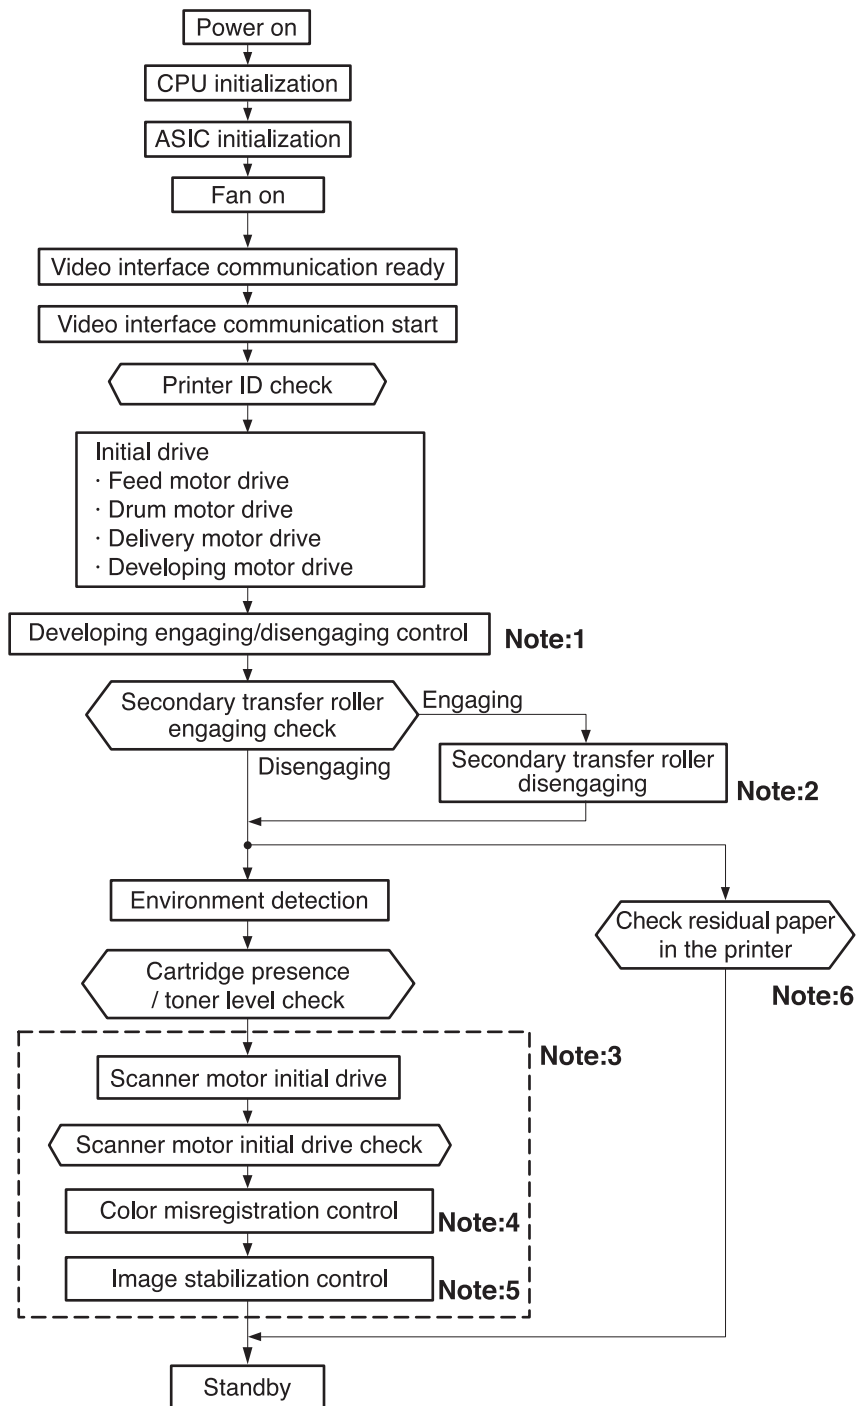 Power on
CPU initialization
ASIC initialization
Fan on
Video interface communication ready
Video interface communication start
Printer ID check
Initial drive
· Feed motor drive
· Drum motor drive
· Delivery motor drive
· Developing motor drive
Developing engaging/disengaging control
Note:1
Secondary transfer roller
engaging check
Engaging
Disengaging
Secondary transfer roller
disengaging
Note:2
Environment detection
Check residual paper
in the printer
Note:6
Cartridge presence
/ toner level check
Note:3
Scanner motor initial drive
Scanner motor initial drive check
Color misregistration control
Note:4
Image stabilization control
Note:5
Standby